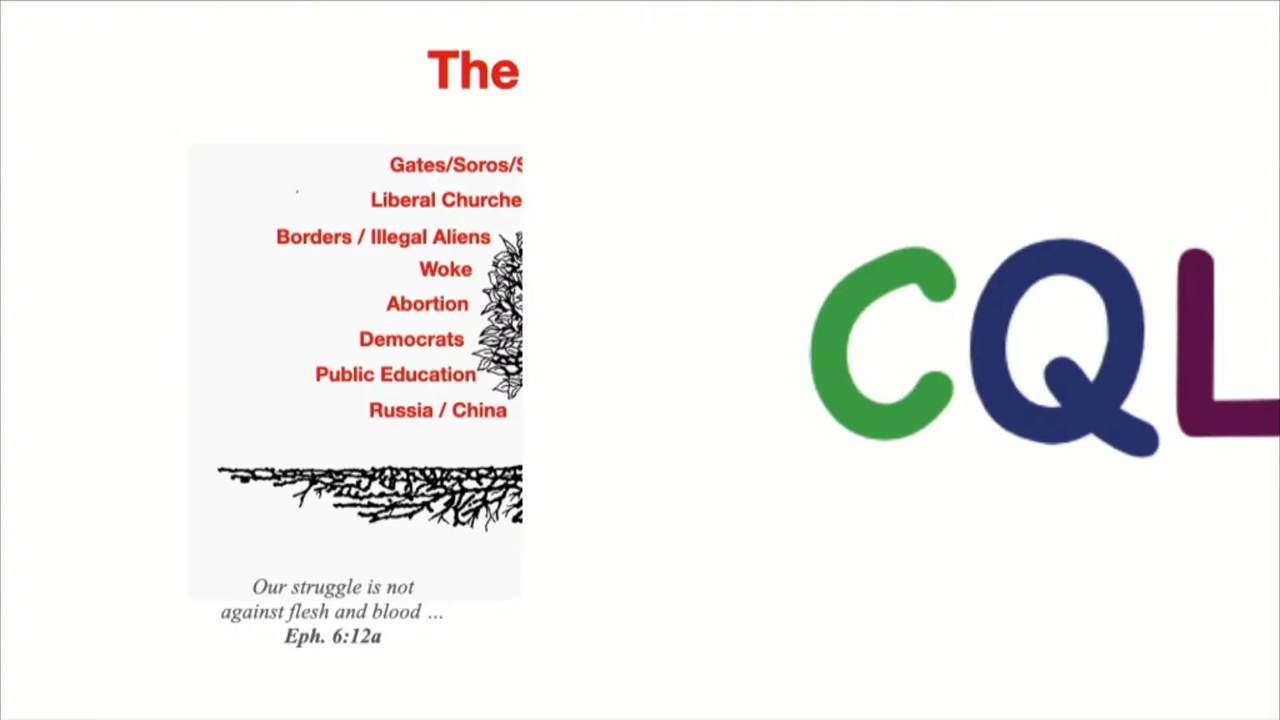 The
Gates/Soros/S
Liberal Churche
Borders / Illegal Aliens
Woke
Abortion
Democrats
Public Education
Russia / China
Our struggle is not
against flesh and blood ...
Eph. 6:12a
CQL